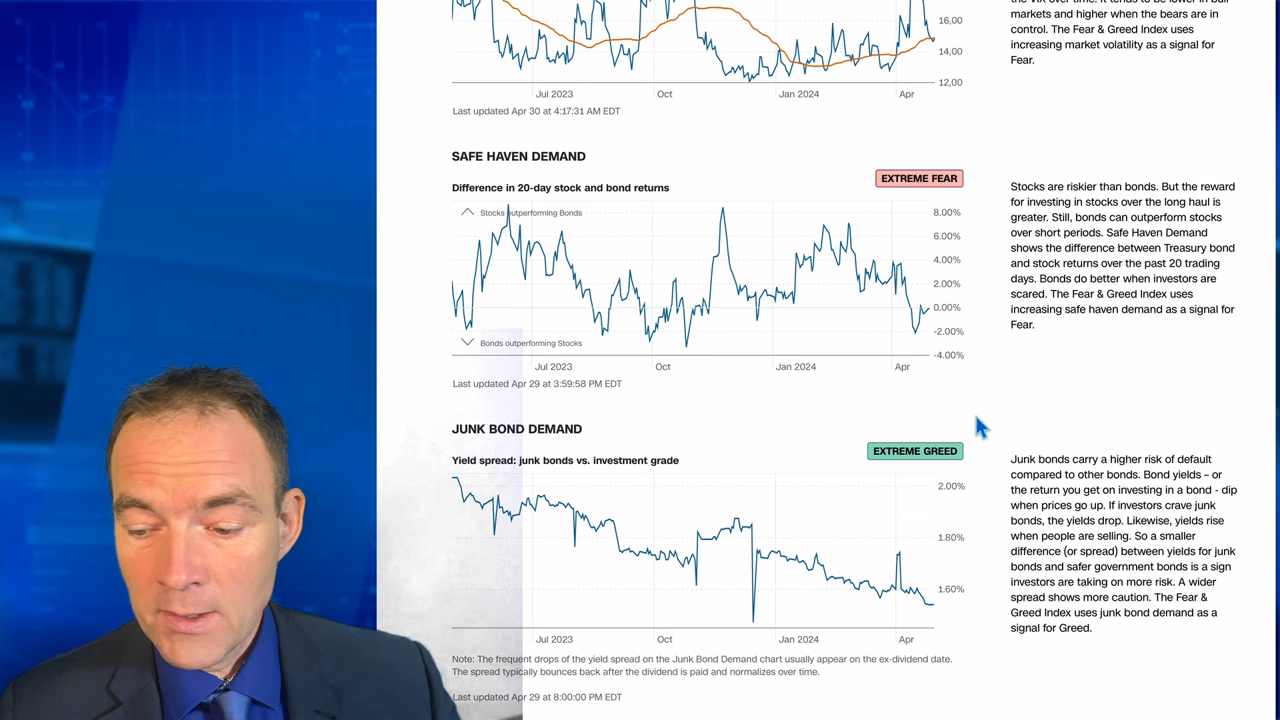 the VIX over time. It tends to be lower in bull
markets and higher when the bears are in
control. The Fear & Greed Index uses
increasing market volatility as a signal for
Fear.
16,00
14,00
12,00
Jul 2023
Oct
Jan 2024
Apr
Last updated Apr 30 at 4:17:31 AM EDT
SAFE HAVEN DEMAND
EXTREME FEAR
Difference in 20-day stock and bond returns
Stocks outperforming Bonds
8.00%
6.00%
4.00%
2.00%
0.00%
-2.00%
-4.00%
Bonds outperforming Stocks
Jul 2023
Oct
Jan 2024
Apr
Last updated Apr 29 at 3:59:58 PM EDT
Stocks are riskier than bonds. But the reward
for investing in stocks over the long haul is
greater. Still, bonds can outperform stocks
over short periods. Safe Haven Demand
shows the difference between Treasury bond
and stock returns over the past 20 trading
days. Bonds do better when investors are
scared. The Fear & Greed Index uses
increasing safe haven demand as a signal for
Fear.
JUNK BOND DEMAND
EXTREME GREED
Yield spread: junk bonds vs. investment grade
2.00%
1.80%
1.60%
Jul 2023
Oct
Jan 2024
Apr
Note: The frequent drops of the yield spread on the Junk Bond Demand chart usually appear on the ex-dividend date.
The spread typically bounces back after the dividend is paid and normalizes over time.
Last updated Apr 29 at 8:00:00 PM EDT
Junk bonds carry a higher risk of default
compared to other bonds. Bond yields – or
the return you get on investing in a bond - dip
when prices go up. If investors crave junk
bonds, the yields drop. Likewise, yields rise
when people are selling. So a smaller
difference (or spread) between yields for junk
bonds and safer government bonds is a sign
investors are taking on more risk. A wider
spread shows more caution. The Fear &
Greed Index uses junk bond demand as a
signal for Greed.